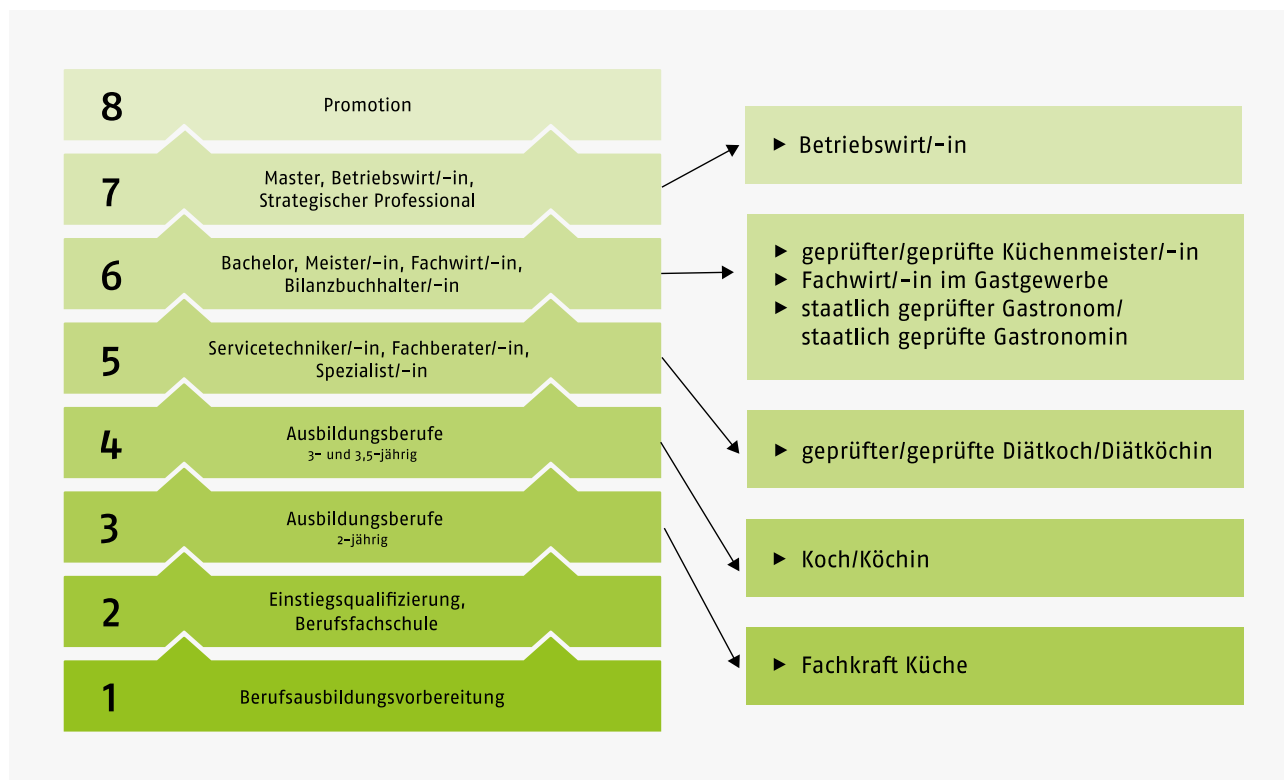 8
Promotion
7
Master, Betriebswirt/-in,
Strategischer Professional
6
Bachelor, Meister/-in, Fachwirt/-in,
Bilanzbuchhalter/-in
5
Servicetechniker/-in, Fachberater/-in,
Spezialist/-in
4
Ausbildungsberufe
3- und 3,5-jährig
3
Ausbildungsberufe
2-jährig
2
Einstiegsqualifizierung,
Berufsfachschule
1
Berufsausbildungsvorbereitung
▶ Betriebswirt/-in
▶ geprüfter/geprüfte Küchenmeister/-in
▶ Fachwirt/-in im Gastgewerbe
▶ staatlich geprüfter Gastronom/
staatlich geprüfte Gastronomin
▶ geprüfter/geprüfte Diätkoch/Diätköchin
▶ Koch/Köchin
▶ Fachkraft Küche